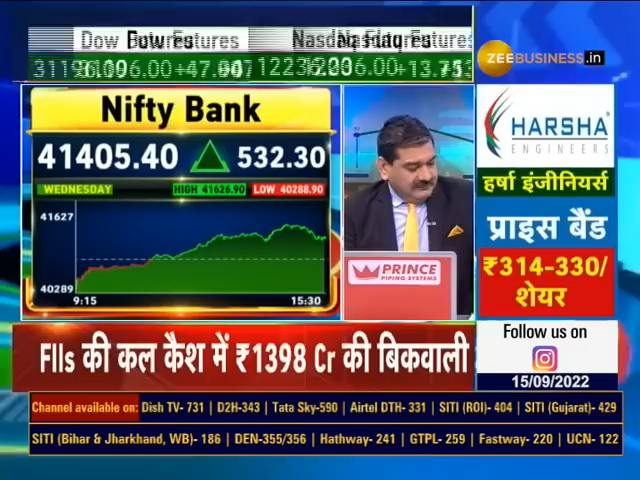 Dow Futures
Nasdaq Futures
ZEEBUSINESS.in
Nifty Bank
41405.40 532.30
WEDNESDAY HIGH 41626.90 LOW 40288.90
41627
40289
9:15 15:30
PRINCE
PIPING SYSTEMS
HARSHA
ENGINEERS
हर्षा इंजीनियर्स
प्राइस बैंड
₹314-330/
शेयर
FIIs की कल कैश में ₹1398 Cr की बिकवाली
Follow us on
15/09/2022
Channel available on: Dish TV- 731 | D2H-343 | Tata Sky-590 | Airtel DTH- 331 | SITI (ROI)- 404 | SITI (Gujarat)- 429
SITI (Bihar & Jharkhand, WB)- 186 | DEN-355/356 | Hathway- 241 | GTPL- 259 | Fastway- 220 | UCN- 122